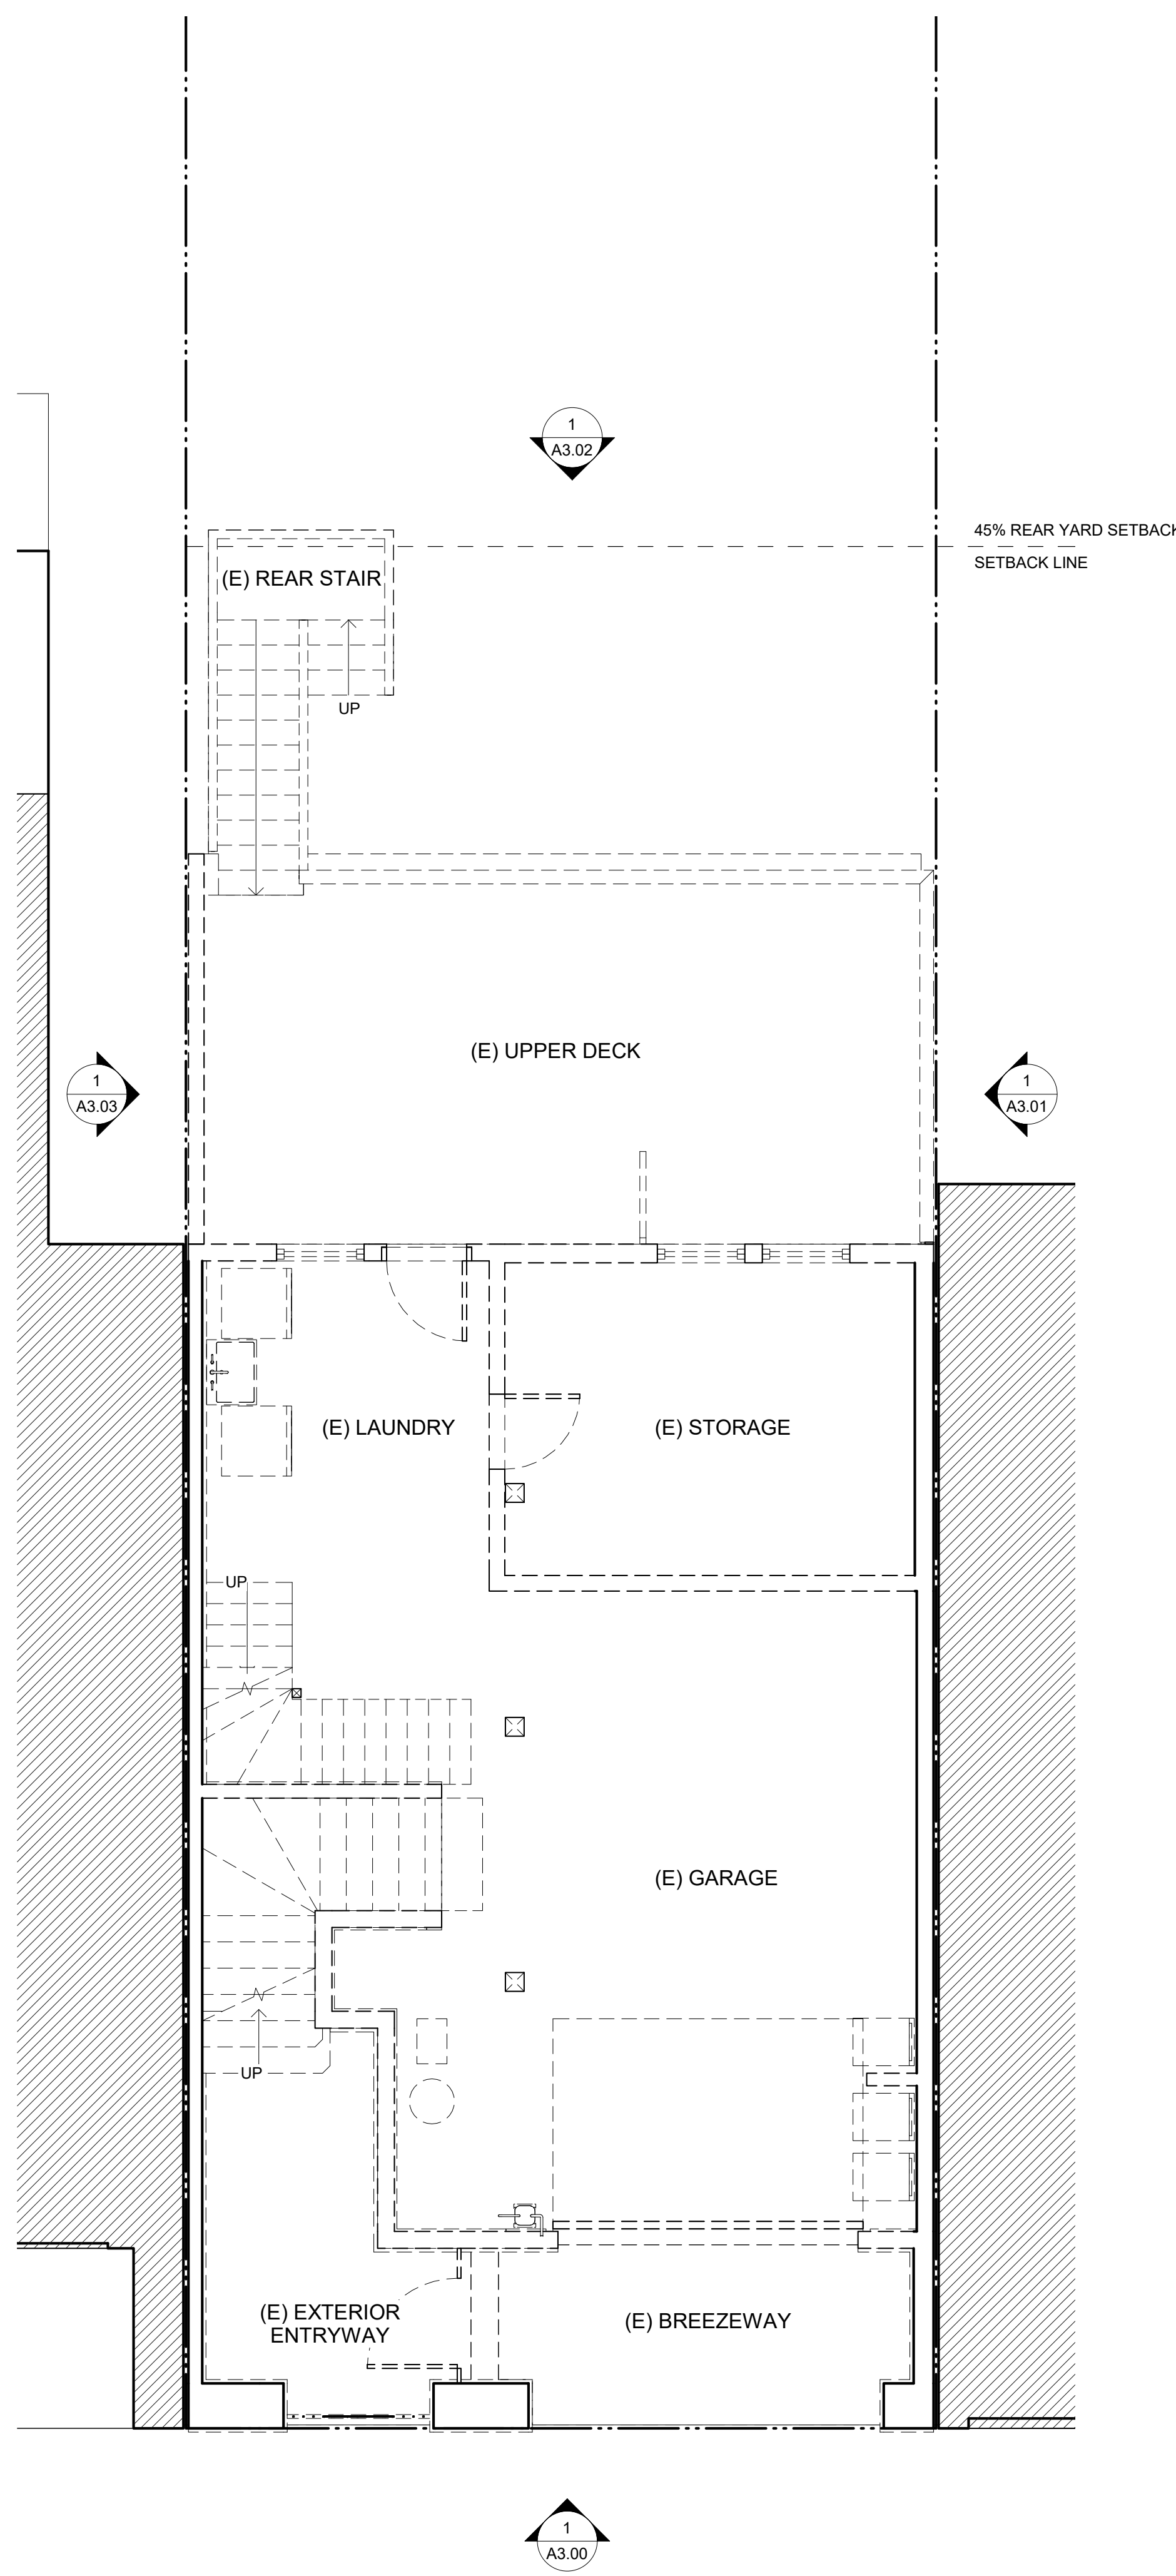 1
A3.02
45% REAR YARD SETBACK
SETBACK LINE
(E) REAR STAIR
UP
(E) UPPER DECK
1
A3.03
1
A3.01
(E) LAUNDRY
(E) STORAGE
UP
(E) GARAGE
UP
(E) EXTERIOR
ENTRYWAY
(E) BREEZEWAY
1
A3.00